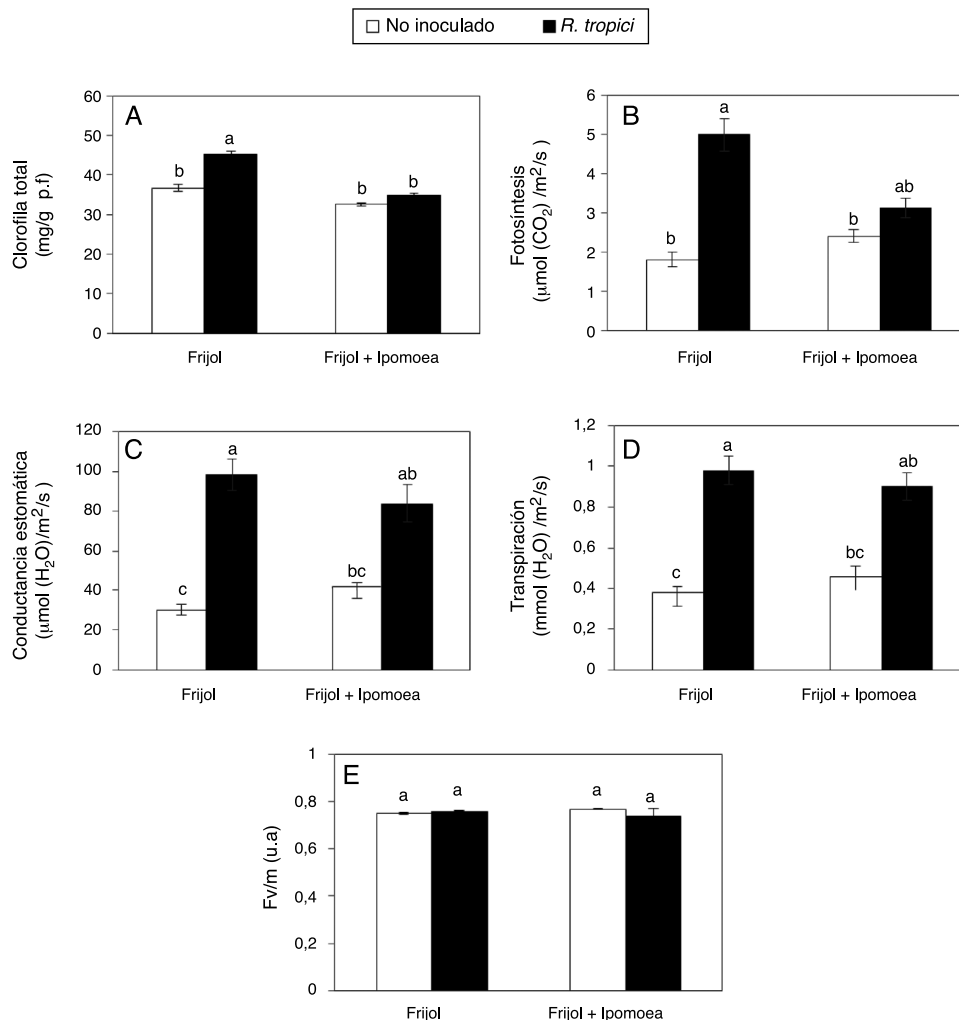 No inoculado R. tropici
A
Clorofila total
(mg/g p.f)
60
50
40
30
20
10
0
b
a
b
b
Frijol
Frijol + Ipomoea
B
Fotosíntesis
(μmol (CO2) /m2/s)
6
5
4
3
2
1
0
b
a
b
ab
Frijol
Frijol + Ipomoea
C
Conductancia estomática
(μmol (H2O)/m2/s)
120
100
80
60
40
20
0
c
a
bc
ab
Frijol
Frijol + Ipomoea
D
Transpiración
(mmol (H2O) /m2/s)
1,2
1
0,8
0,6
0,4
0,2
0
c
a
bc
ab
Frijol
Frijol + Ipomoea
E
Fv/m (u.a)
1
0,8
0,6
0,4
0,2
0
a
a
a
a
Frijol
Frijol + Ipomoea